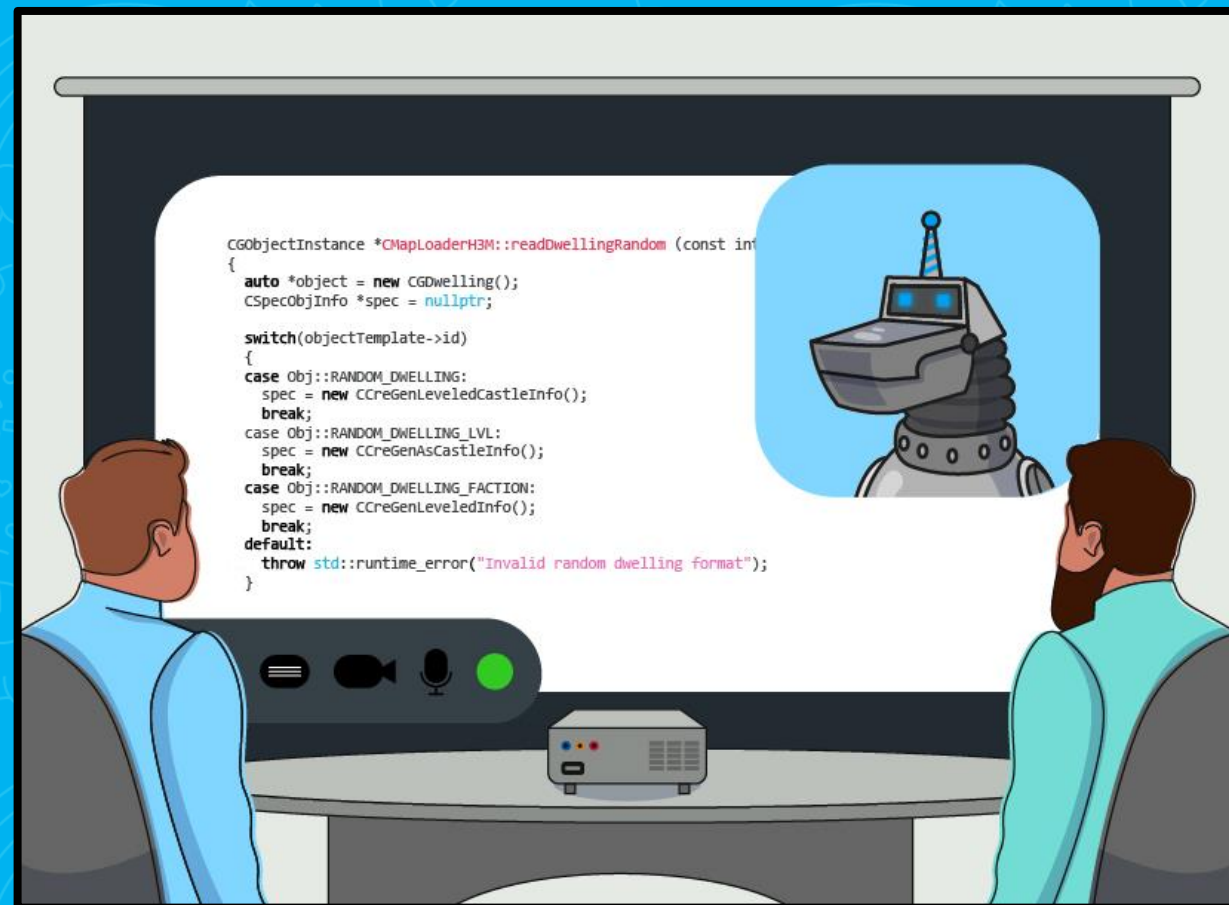 CGObjectInstance *CMapLoaderH3M::readDwellingRandom (const int
{
auto *object = new CGDwelling();
CSpecObjInfo *spec = nullptr;
switch(objectTemplate->id)
{
case Obj::RANDOM_DWELLING:
spec = new CCreGenLeveledCastleInfo();
break;
case Obj::RANDOM_DWELLING_LVL:
spec = new CCreGenAsCastleInfo();
break;
case Obj::RANDOM_DWELLING_FACTION:
spec = new CCreGenLeveledInfo();
break;
default:
throw std::runtime_error("Invalid random dwelling format");
}